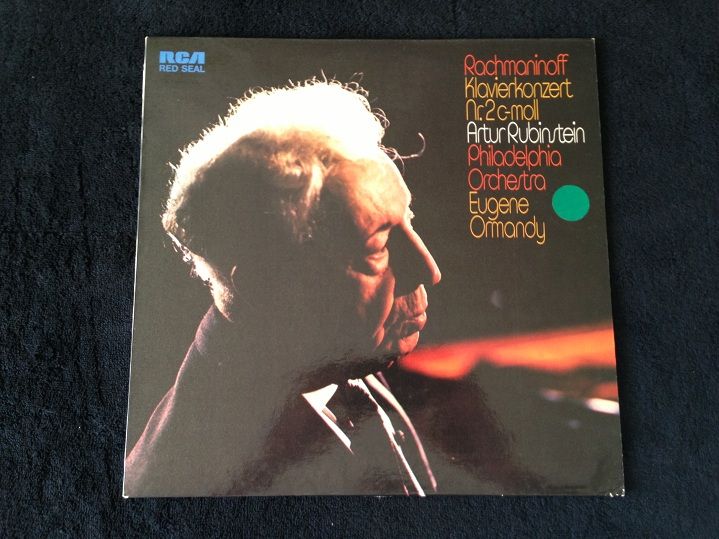 RCA
RED SEAL
Rachmaninoff
Klavierkonzert
Nr.2 c-moll
Artur Rubinstein
Philadelphia
Orchestra
Eugene
Ormandy